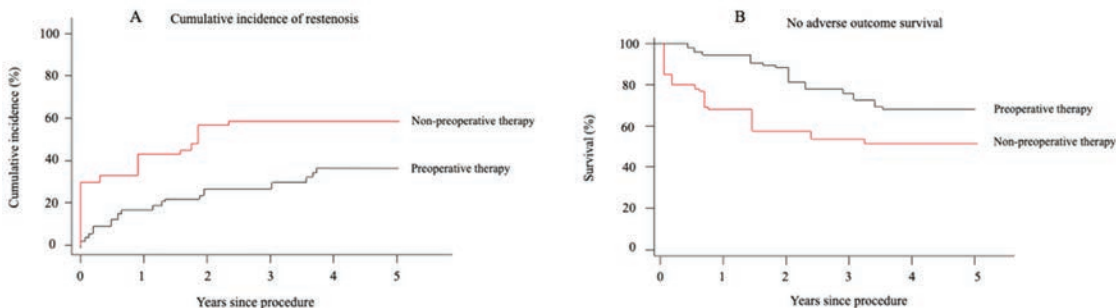 A
Cumulative incidence of restenosis
Cumulative incidence (%)
100
80
60
40
20
0
Non-preoperative therapy
Preoperative therapy
0 1 2 3 4 5
Years since procedure
B
No adverse outcome survival
Survival (%)
100
80
60
40
20
0
Preoperative therapy
Non-preoperative therapy
0 1 2 3 4 5
Years since procedure